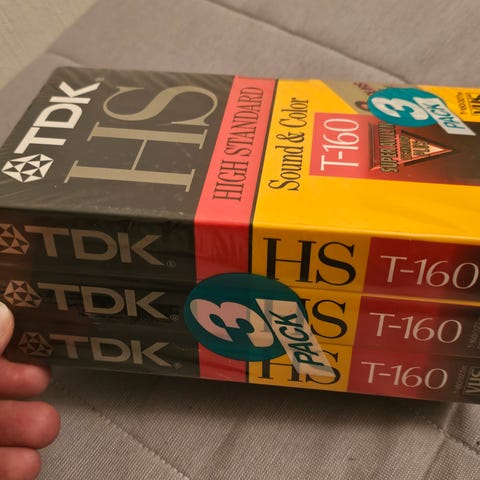 TDK
HS
HIGH STANDARD
Sound & Color
T-160
3
PACK
VHS
TDK HS T-160
TDK HS T-160
3
PACK
TDK HS T-160
VHS